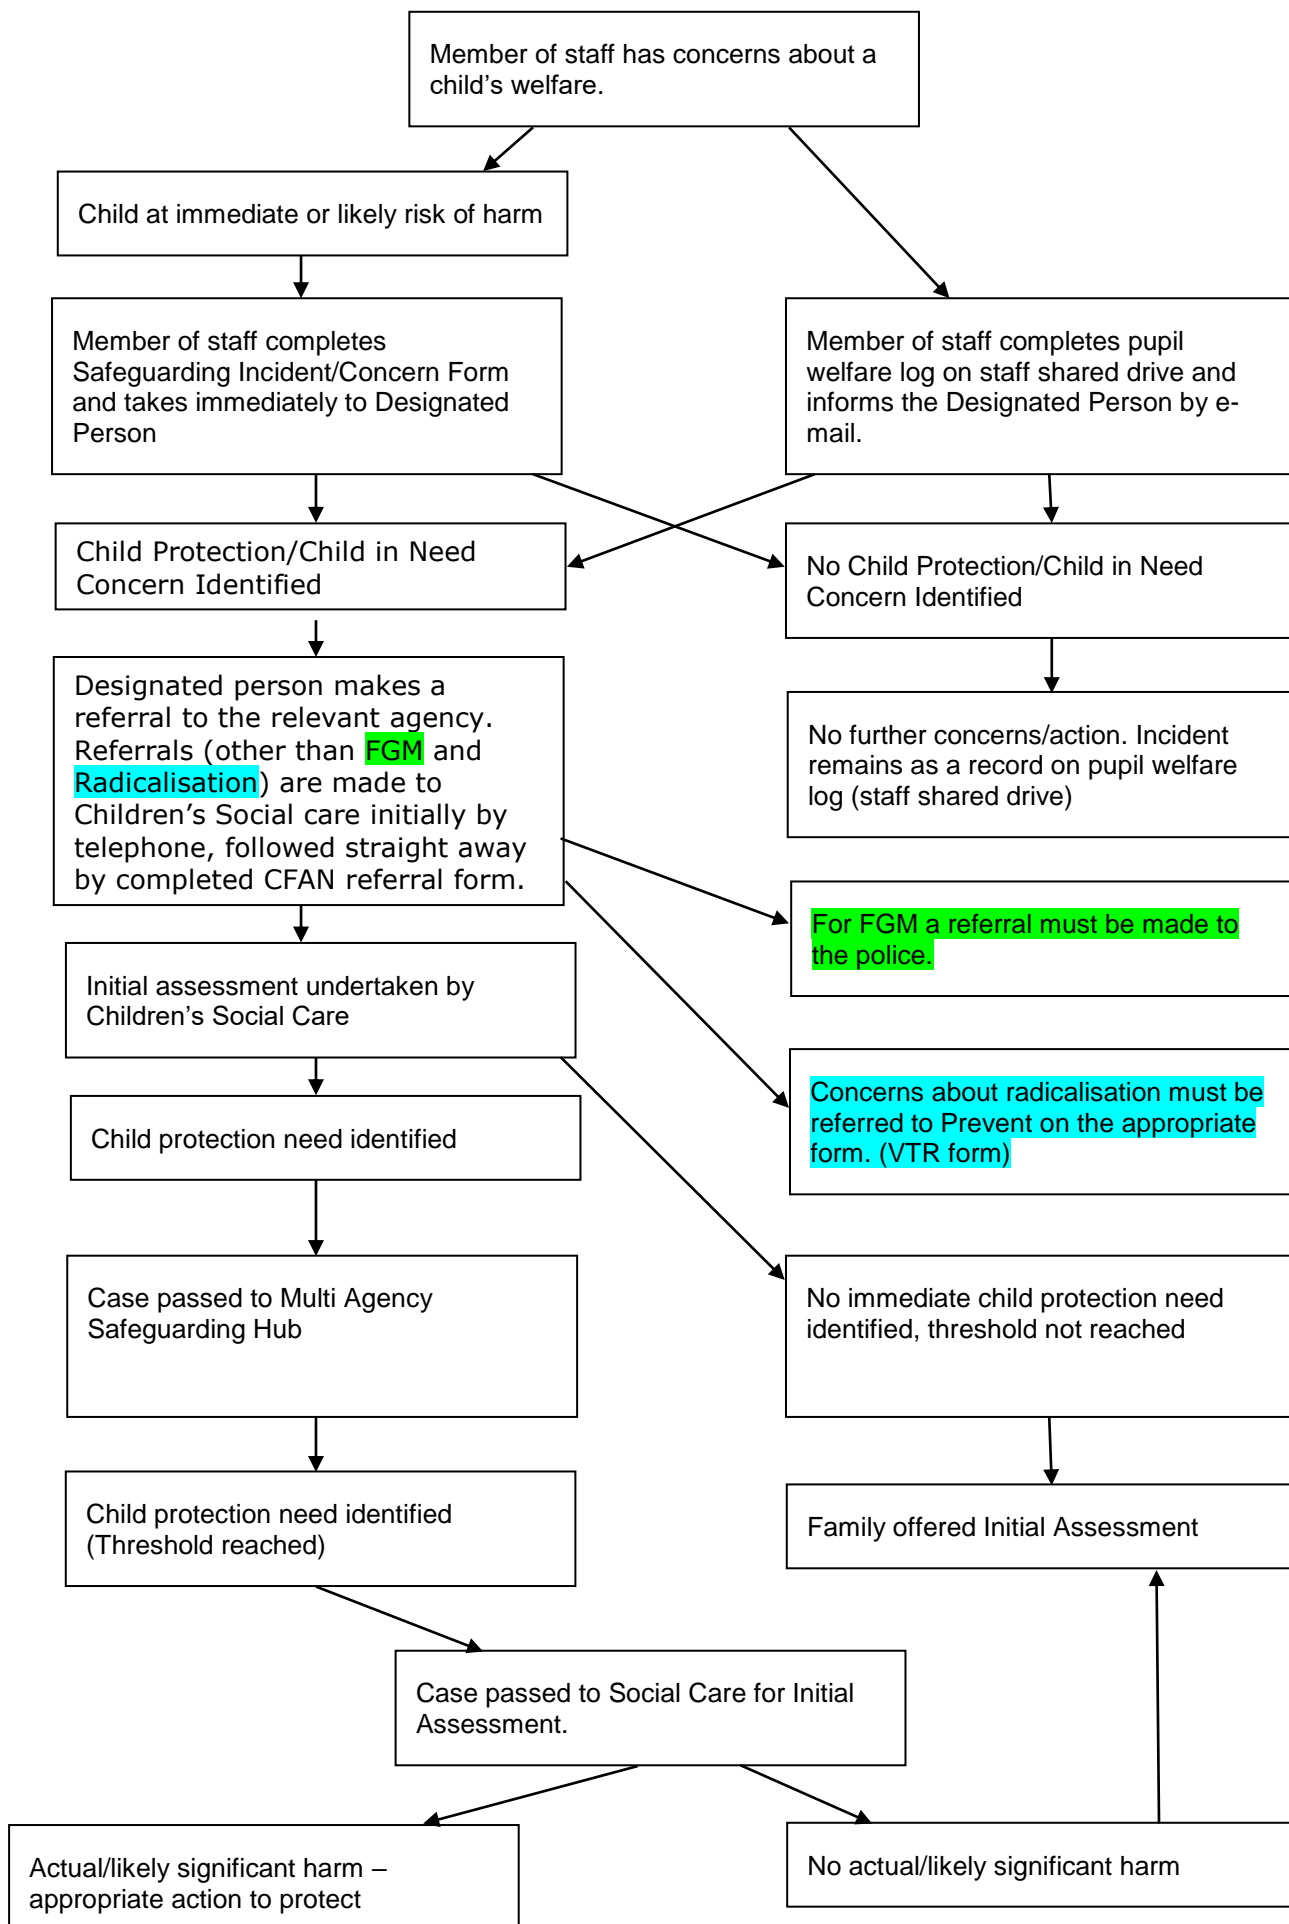 Member of staff has concerns about a
child’s welfare.
Child at immediate or likely risk of harm
Member of staff completes
Safeguarding Incident/Concern Form
and takes immediately to Designated
Person
Member of staff completes pupil
welfare log on staff shared drive and
informs the Designated Person by e-
mail.
Child Protection/Child in Need
Concern Identified
No Child Protection/Child in Need
Concern Identified
Designated person makes a
referral to the relevant agency.
Referrals (other than FGM and
Radicalisation) are made to
Children’s Social care initially by
telephone, followed straight away
by completed CFAN referral form.
No further concerns/action. Incident
remains as a record on pupil welfare
log (staff shared drive)
For FGM a referral must be made to
the police.
Initial assessment undertaken by
Children’s Social Care
Concerns about radicalisation must be
referred to Prevent on the appropriate
form. (VTR form)
Child protection need identified
Case passed to Multi Agency
Safeguarding Hub
No immediate child protection need
identified, threshold not reached
Child protection need identified
(Threshold reached)
Family offered Initial Assessment
Case passed to Social Care for Initial
Assessment.
Actual/likely significant harm –
appropriate action to protect
No actual/likely significant harm